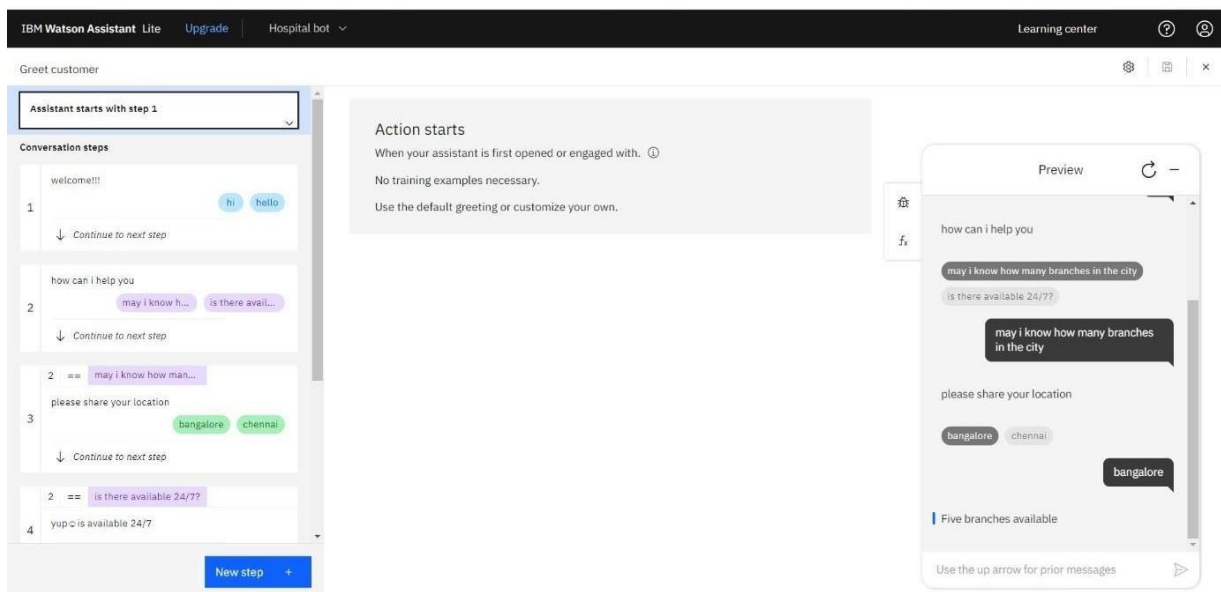 IBM Watson Assistant Lite Upgrade Hospital bot Learning center
Greet customer
Assistant starts with step 1
Conversation steps
1
welcome!!!
hi hello
Continue to next step
2
how can i help you
may i know h... is there avail...
Continue to next step
3
2 == may i know how man...
please share your location
bangalore chennai
Continue to next step
4
2 == is there available 24/7?
yup☺is available 24/7
New step +
Action starts
When your assistant is first opened or engaged with.
No training examples necessary.
Use the default greeting or customize your own.
fx
Preview
how can i help you
may i know how many branches in the city
is there available 24/7?
may i know how many branches
in the city
please share your location
bangalore chennai
bangalore
Five branches available
Use the up arrow for prior messages